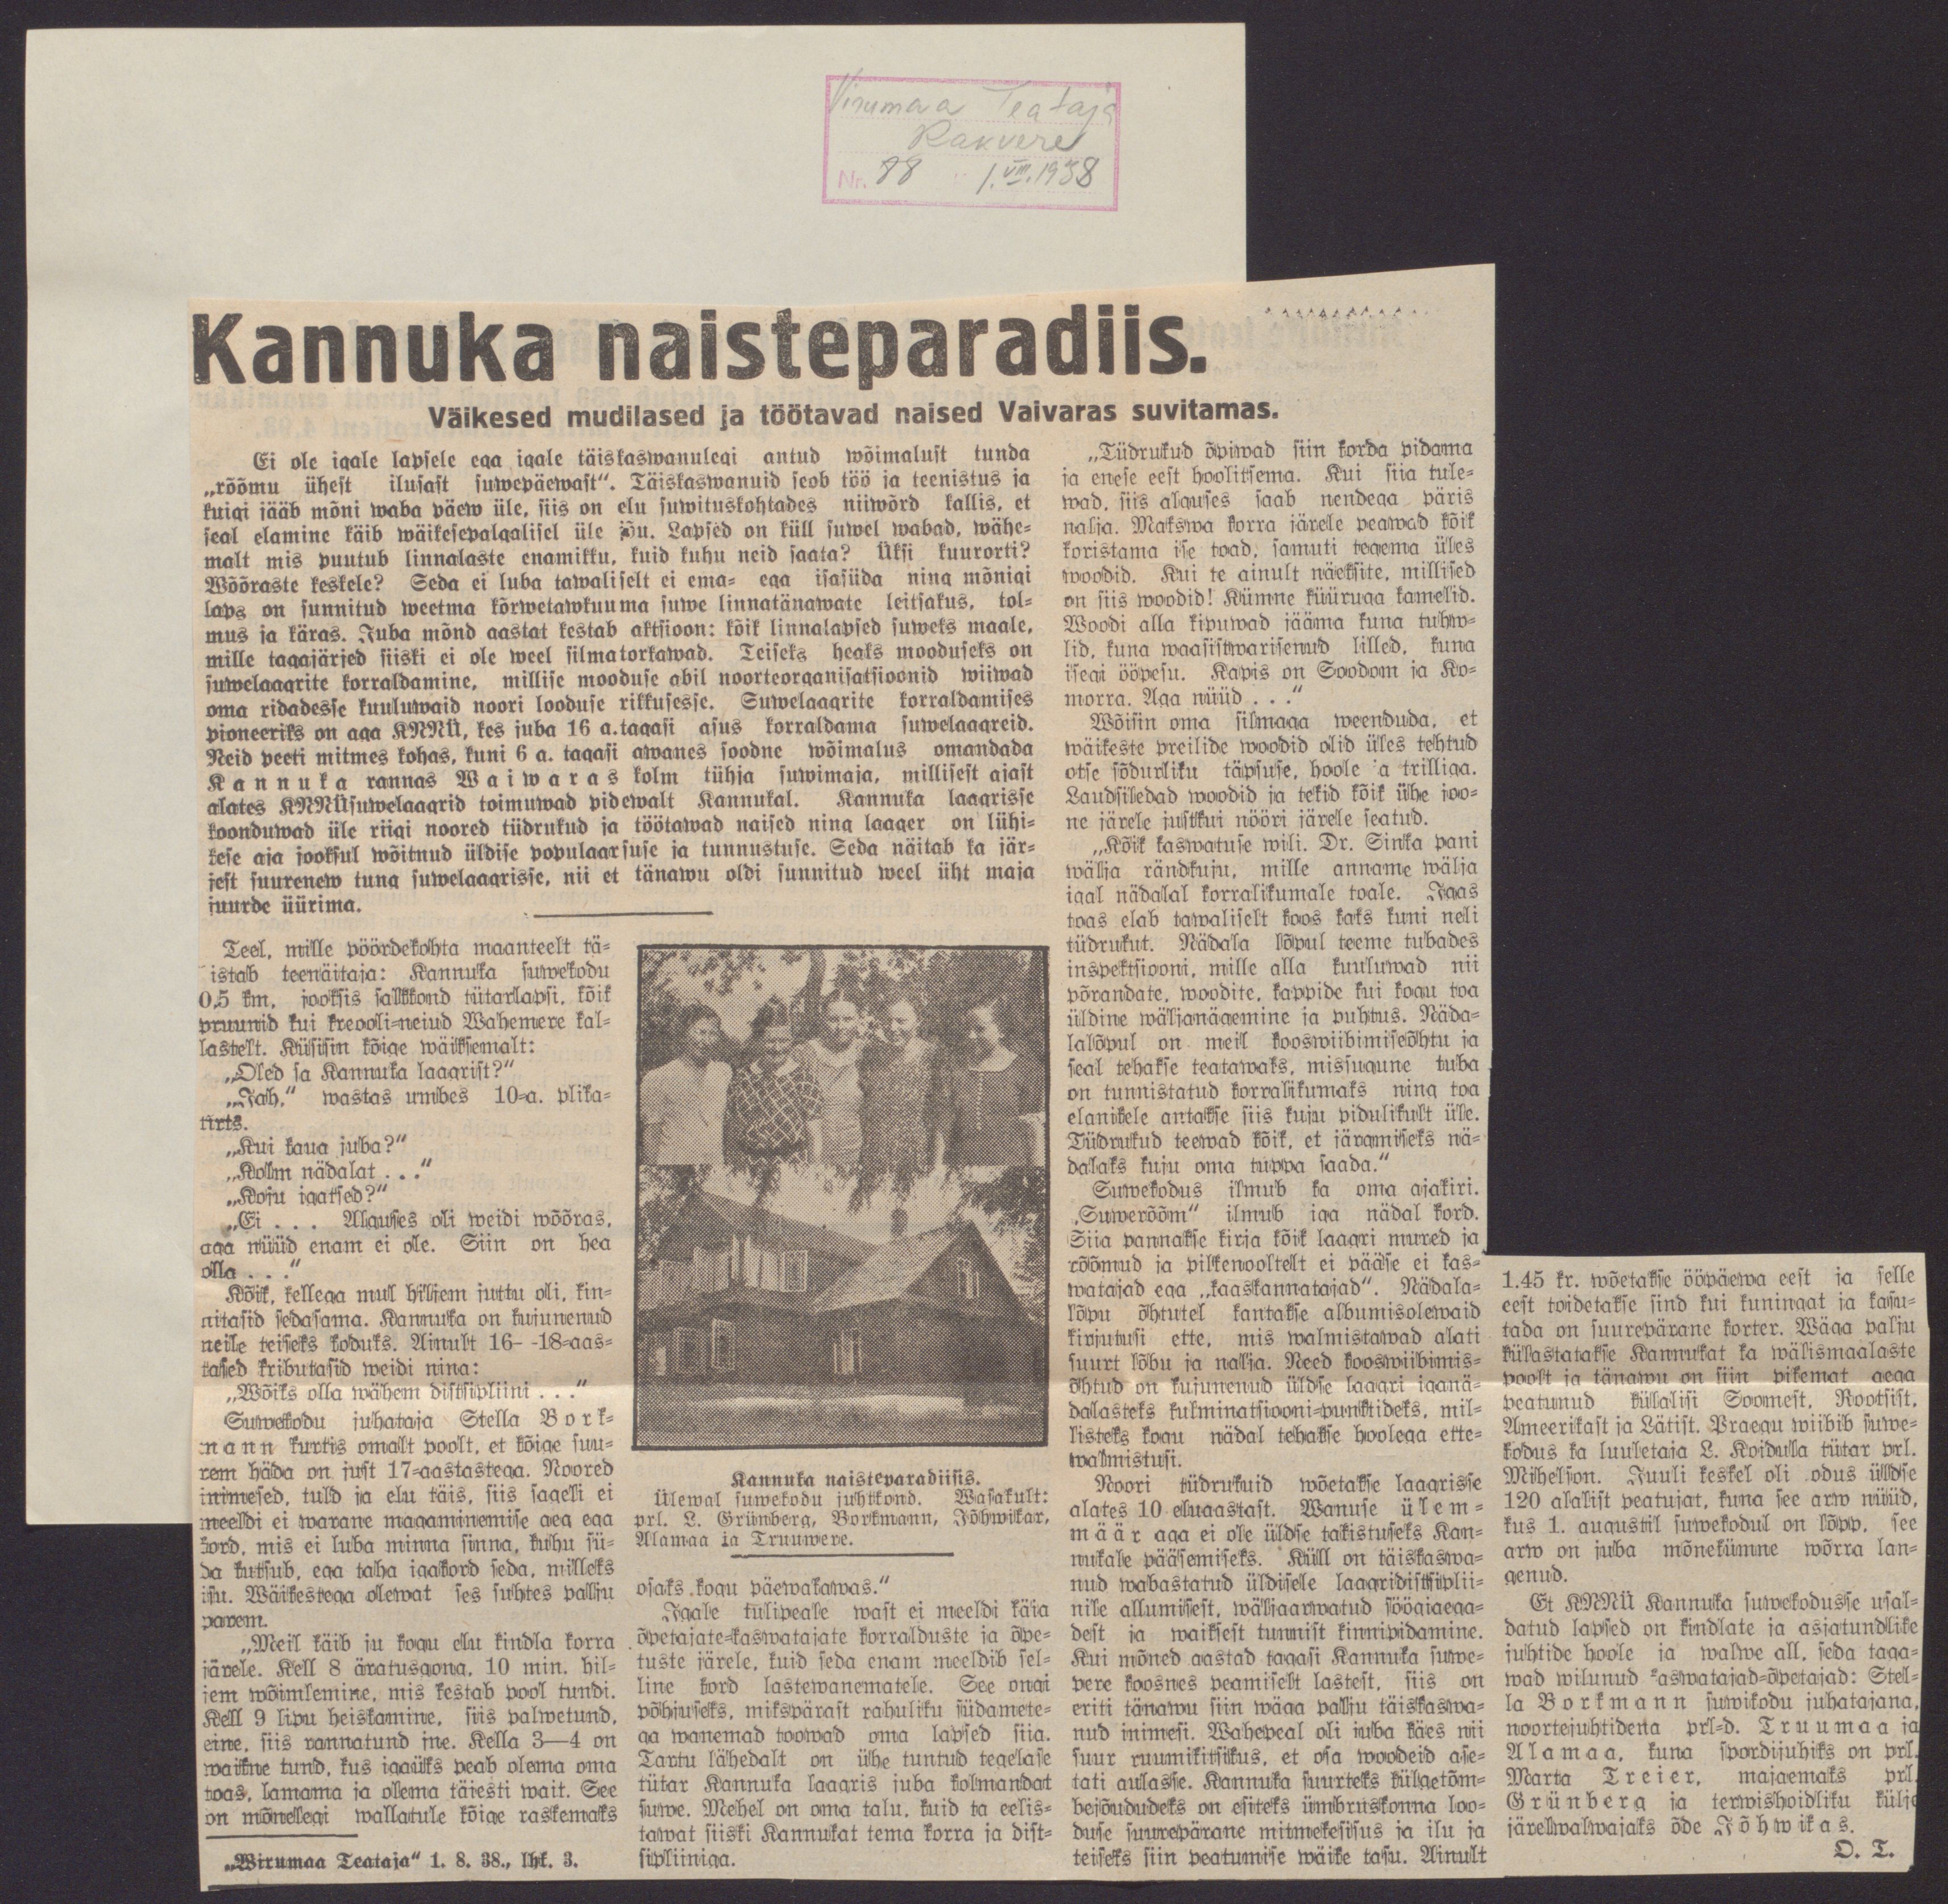 Virumaa Teataja
Rakvere
Nr. 88 1.VIII.1938
Kannuka naisteparadiis.
Väikesed mudilased ja töötavad naised Vaivaras suvitamas.
Ei ole igale lapsele ega igale täiskaswanulegi antud wõimalust tunda
„rõõmu ühest ilusast suwepäewast“. Täiskaswanuid seob töö ja teenistus ja
kuigi jääb mõni waba päew üle, siis on elu suwituskohtades niiwõrd kallis, et
seal elamine käib wäikesepalgalisel üle jõu. Lapsed on küll suwel wabad, wähe-
malt mis puutub linnalaste enamikku, kuid kuhu neid saata? Üksi kuurorti?
Wõõraste keskele? Seda ei luba tawaliselt ei ema- ega isasüda ning mõnigi
laps on sunnitud weetma kõrwetawkuuma suwe linnatänawate leitsakus, tol-
mus ja käras. Juba mõnd aastat kestab aktsioon: kõik linnalapsed suweks maale,
mille tagajärjed siiski ei ole weel silmatorkawad. Teiseks heaks mooduseks on
suwelaagrite korraldamine, millise mooduse abil noorteorganisatsioonid wiiwad
oma ridadesse kuuluwaid noori looduse rikkusesse. Suwelaagrite korraldamises
pioneeriks on aga KNNÜ, kes juba 16 a.tagasi asus korraldama suwelaagreid.
Neid peeti mitmes kohas, kuni 6 a. tagasi awanes soodne wõimalus omandada
Kannuka rannas Waiwaras kolm tühja suwimaja, millisest ajast
alates KNNÜsuwelaagrid toimuwad pidewalt Kannukal. Kannuka laagrisse
koonduwad üle riigi noored tüdrukud ja töötawad naised ning laager on lühi-
kese aja jooksul wõitnud üldise populaarsuse ja tunnustuse. Seda näitab ka jär-
jest suurenew tung suwelaagrisse, nii et tänawu oldi sunnitud weel üht maja
juurde üürima.
Teel, mille pöördekohta maanteelt tä-
istab teenäitaja: Kannuka suwekodu
0,5 km, jooksis salkkond tütarlapsi, kõik
pruunid kui kreooli-neiud Wahemere kal-
lastelt. Küsisin kõige wäiksemalt:
„Oled sa Kannuka laagrist?“
„Jah,“ wastas umbes 10-a. plika-
tirts.
„Kui kaua juba?“
„Kolm nädalat . . .“
„Koju igatsed?“
„Ei . . . Alguses oli weidi wõõras,
aga nüüd enam ei ole. Siin on hea
olla . . .“
Kõik, kellega mul hiljem juttu oli, kin-
nitasid sedasama. Kannuka on kujunenud
neile teiseks koduks. Ainult 16- -18-aas-
tased kributasid weidi nina:
„Wõiks olla wähem distsipliini . . .“
Suwekodu juhataja Stella Bork-
mann kurtis omalt poolt, et kõige suu-
rem häda on just 17-aastastega. Noored
inimesed, tuld ja elu täis, siis sageli ei
meeldi ei warane magaminemise aeg ega
kord, mis ei luba minna sinna, kuhu sü-
da kutsub, ega taha igakord seda, milleks
isu. Wäikestega olewat ses suhtes palju
parem.
„Meil käib ju kogu elu kindla korra
järele. Kell 8 äratusgong, 10 min. hil-
jem wõimlemine, mis kestab pool tundi.
Kell 9 lipu heiskamine, siis palwetund,
eine, siis rannatund jne. Kella 3—4 on
waikne tund, kus igaüks peab olema oma
toas, lamama ja olema täiesti wait. See
on mõnelegi wallatule kõige raskemaks
„Wirumaa Teataja“ 1. 8. 38., lhk. 3.
Kannuka naisteparadiisis.
Ülewal suwekodu juhtkond. Wasakult:
prl. L. Grünberg, Borkmann, Jõhwikar,
Alamaa ja Truuwere.
osaks kogu päewakawas.“
Igale tulipeale wast ei meeldi käia
õpetajate-kaswatajate korralduste ja õpe-
tuste järele, kuid seda enam meeldib sel-
line kord lastewanematele. See ongi
põhjuseks, mikspärast rahuliku südamete-
ga wanemad toowad oma lapsed siia.
Tartu lähedalt on ühe tuntud tegelase
tütar Kannuka laagris juba kolmandat
suwe. Mehel on oma talu, kuid ta eelis-
tawat siiski Kannukat tema korra ja dist-
sipliiniga.
„Tüdrukud õpiwad siin korda pidama
ja enese eest hoolitsema. Kui siia tule-
wad, siis alguses saab nendega päris
nalja. Makswa korra järele peawad kõik
koristama ise toad, samuti tegema üles
woodid. Kui te ainult näeksite, millised
on siis woodid! Kümne küüruga kamelid.
Woodi alla kipuwad jääma kuna tuhw-
lid, kuna waasistwarisenud lilled, kuna
isegi ööpesu. Kapis on Soodom ja Ko-
morra. Aga nüüd . . .“
Wõisin oma silmaga weenduda, et
wäikeste preilide woodid olid üles tehtud
otse sõdurliku täpsuse, hoole a trilliga.
Laudsiledad woodid ja tekid kõik ühe joo-
ne järele justkui nööri järele seatud.
„Kõik kaswatuse wili. Dr. Sinka pani
wälja rändkuju, mille anname wälja
igal nädalal korralikumale toale. Igas
toas elab tawaliselt koos kaks kuni neli
tüdrukut. Nädala lõpul teeme tubades
inspektsiooni, mille alla kuuluwad nii
põrandate, woodite, kappide kui kogu toa
üldine wäljanägemine ja puhtus. Näda-
lalõpul on meil kooswiibimiseõhtu ja
seal tehakse teatawaks, missugune tuba
on tunnistatud korralikumaks ning toa
elanikele antakse siis kuju pidulikult üle.
Tüdrukud teewad kõik, et järgmiseks nä-
dalaks kuju oma tuppa saada.“
Suwekodus ilmub ka oma ajakiri.
„Suwerõõm“ ilmub iga nädal kord.
Siia pannakse kirja kõik laagri mured ja
rõõmud ja pilkenooltelt ei pääse ei kas-
watajad ega „kaaskannatajad“. Nädala-
lõpu õhtutel kantakse albumisolewaid
kirjutusi ette, mis walmistawad alati
suurt lõbu ja nalja. Need kooswiibimis-
õhtud on kujunenud üldse laagri iganä-
dalasteks kulminatsiooni-punktideks, mil-
listeks kogu nädal tehakse hoolega ette-
walmistusi.
Noori tüdrukuid wõetakse laagrisse
alates 10 eluaastast. Wanuse ülem-
määr aga ei ole üldse takistuseks Kan-
nukale pääsemiseks. Küll on täiskaswa-
nud wabastatud üldisele laagridistsiplii-
nile allumisest, wäljaarwatud söögiaega-
dest ja waiksest tunnist kinnipidamine.
Kui mõned aastad tagasi Kannuka suwe-
pere koosnes peamiselt lastest, siis on
eriti tänawu siin wäga palju täiskaswa-
nud inimesi. Wahepeal oli juba käes nii
suur ruumikitsikus, et osa woodeid ase-
tati aulasse. Kannuka suurteks külgetõm-
bejõududeks on esiteks ümbruskonna loo-
duse suurepärane mitmekesisus ja ilu ja
teiseks siin peatumise wäike tasu. Ainult
1.45 kr. wõetakse ööpäewa eest ja selle
eest toidetakse sind kui kuningat ja kasu-
tada on suurepärane korter. Wäga palju
külastatakse Kannukat ka wälismaalaste
poolt ja tänawu on siin pikemat aega
peatunud külalisi Soomest, Rootsist,
Ameerikast ja Lätist. Praegu wiibib suwe-
kodus ka luuletaja L. Koidulla tütar prl.
Mihelson. Juuli keskel oli odus üldse
120 alalist peatujat, kuna see arw nüüd,
kus 1. augustil suwekodul on lõpp, see
arw on juba mõnekümne wõrra lan-
genud.
Et KNNÜ Kannuka suwekodusse usal-
datud lapsed on kindlate ja asjatundlike
juhtide hoole ja walwe all, seda taga-
wad wilunud kaswatajad-õpetajad: Stel-
la Borkmann suwikodu juhatajana,
noortejuhtidena prl-d. Truumaa ja
Alamaa, kuna spordijuhiks on prl.
Marta Treier, majaemaks prl.
Grünberg ja terwishoidliku külje
järelwalwajaks õde Jõhwikas.
O. T.